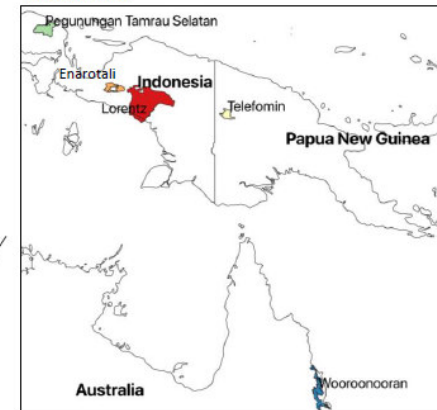 Pegunungan Tamrau Selatan
Enarotali
Indonesia
Lorentz
Telefomin
Papua New Guinea
Wooroonooran
Australia